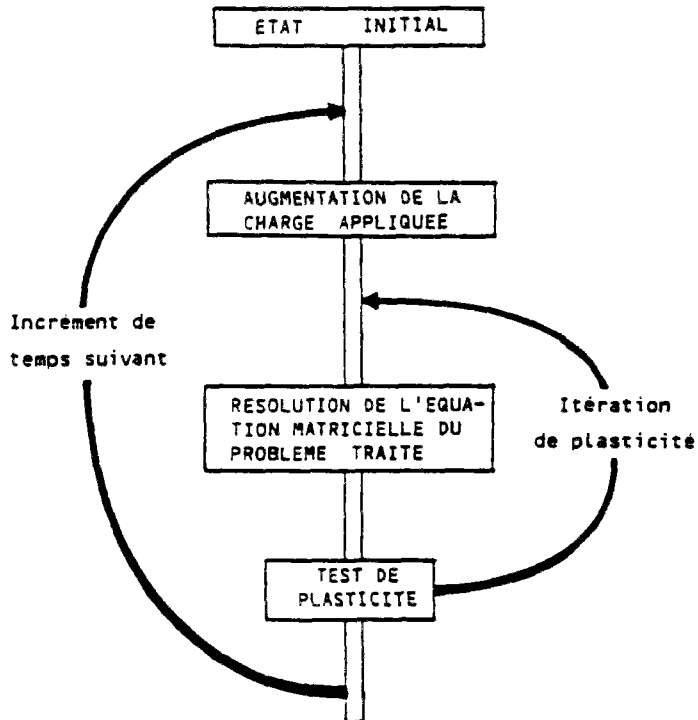 ETAT INITIAL
AUGMENTATION DE LA
CHARGE APPLIQUEE
Incrément de
temps suivant
RESOLUTION DE L'EQUA-
TION MATRICIELLE DU
PROBLEME TRAITE
Itération
de plasticité
TEST DE
PLASTICITE